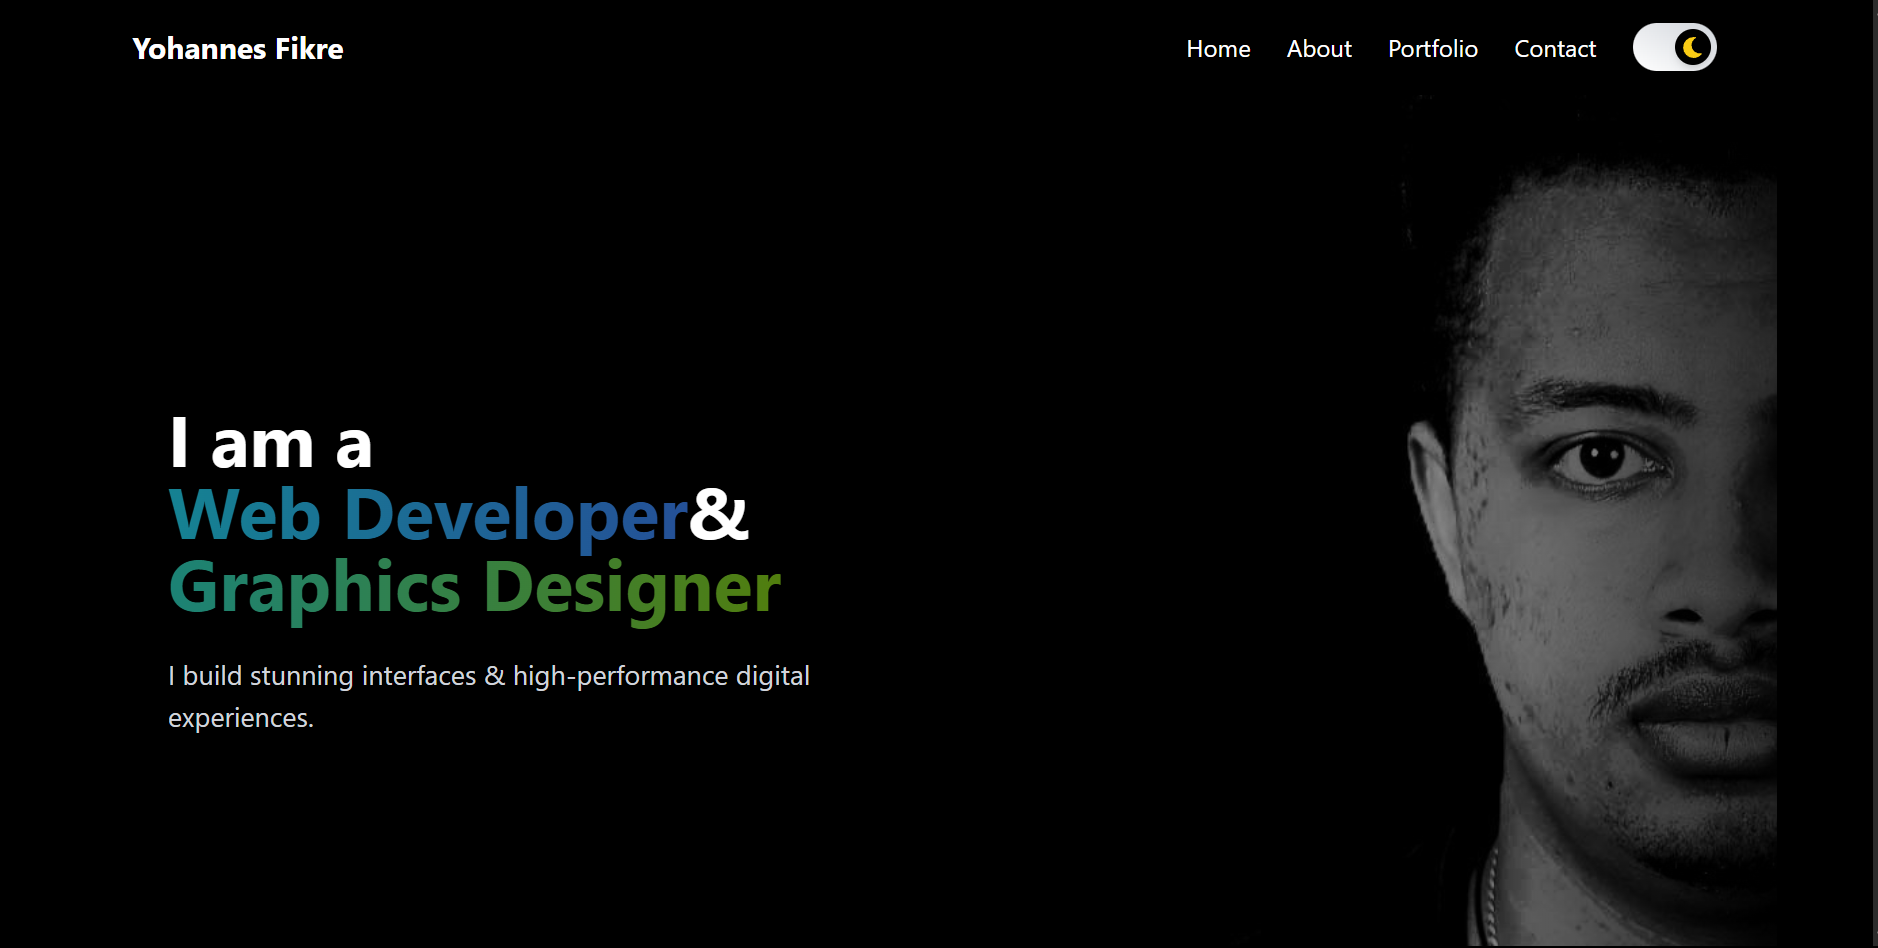 Yohannes Fikre
Home About Portfolio Contact
I am a
Web Developer&
Graphics Designer
I build stunning interfaces & high-performance digital
experiences.